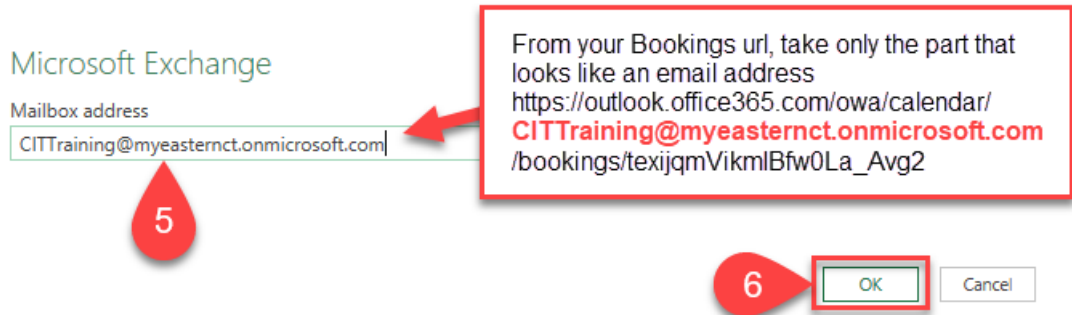 Microsoft Exchange
Mailbox address
CITTraining@myeasternct.onmicrosoft.com
5
From your Bookings url, take only the part that
looks like an email address
https://outlook.office365.com/owa/calendar/
CITTraining@myeasternct.onmicrosoft.com
/bookings/texijqmVikmlBfw0La_Avg2
6
OK
Cancel